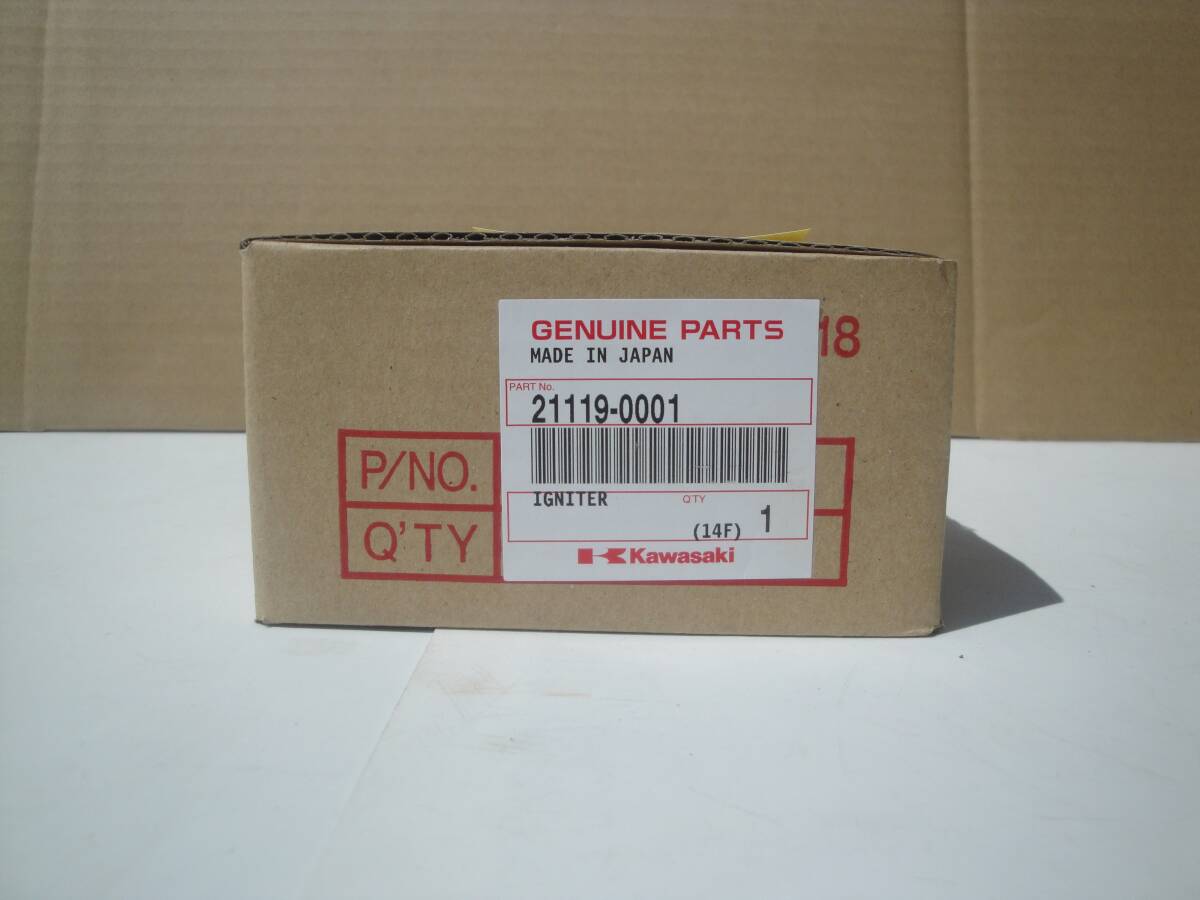 GENUINE PARTS
18
MADE IN JAPAN
PART No.
21119-0001
P/NO.
IGNITER
Q'TY
(14F)
1
Q'TY
Kawasaki